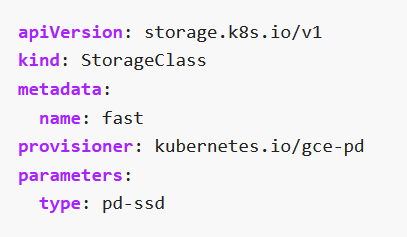 apiVersion: storage.k8s.io/v1
kind: StorageClass
metadata:
  name: fast
provisioner: kubernetes.io/gce-pd
parameters:
  type: pd-ssd